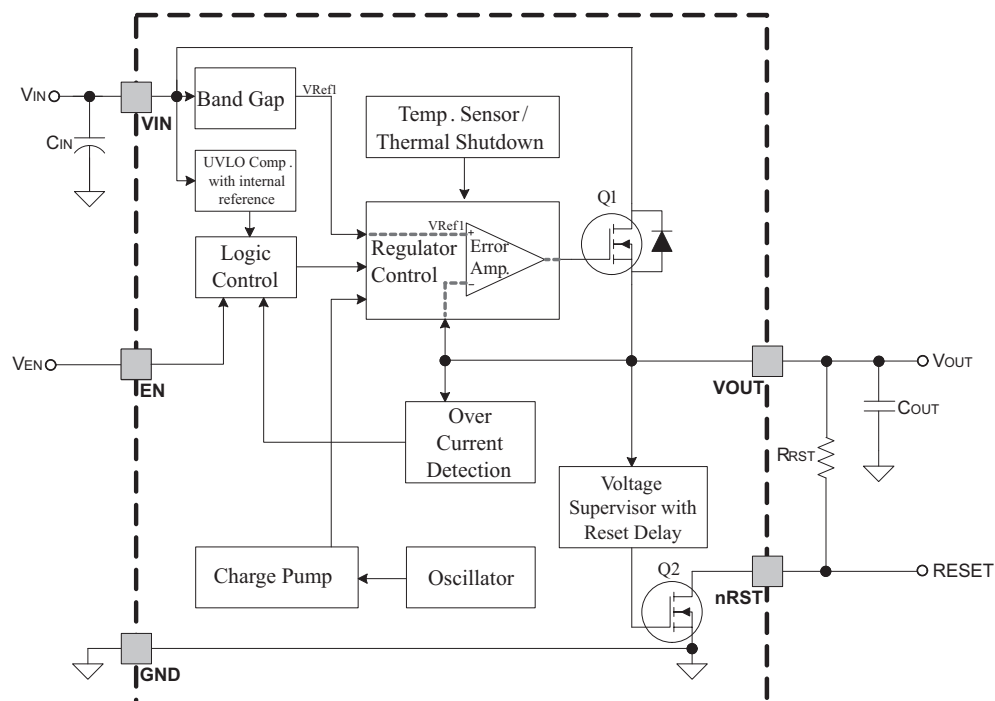 VIN
VIN
CIN
Band Gap
VRef1
UVLO Comp .
with internal
reference
Temp . Sensor /
Thermal Shutdown
Logic
Control
Regulator
Control
VRef1
+
Error
Amp.
-
Q1
VEN
EN
VOUT
VOUT
COUT
RRST
Over
Current
Detection
Voltage
Supervisor with
Reset Delay
Charge Pump
Oscillator
Q2
nRST
RESET
GND